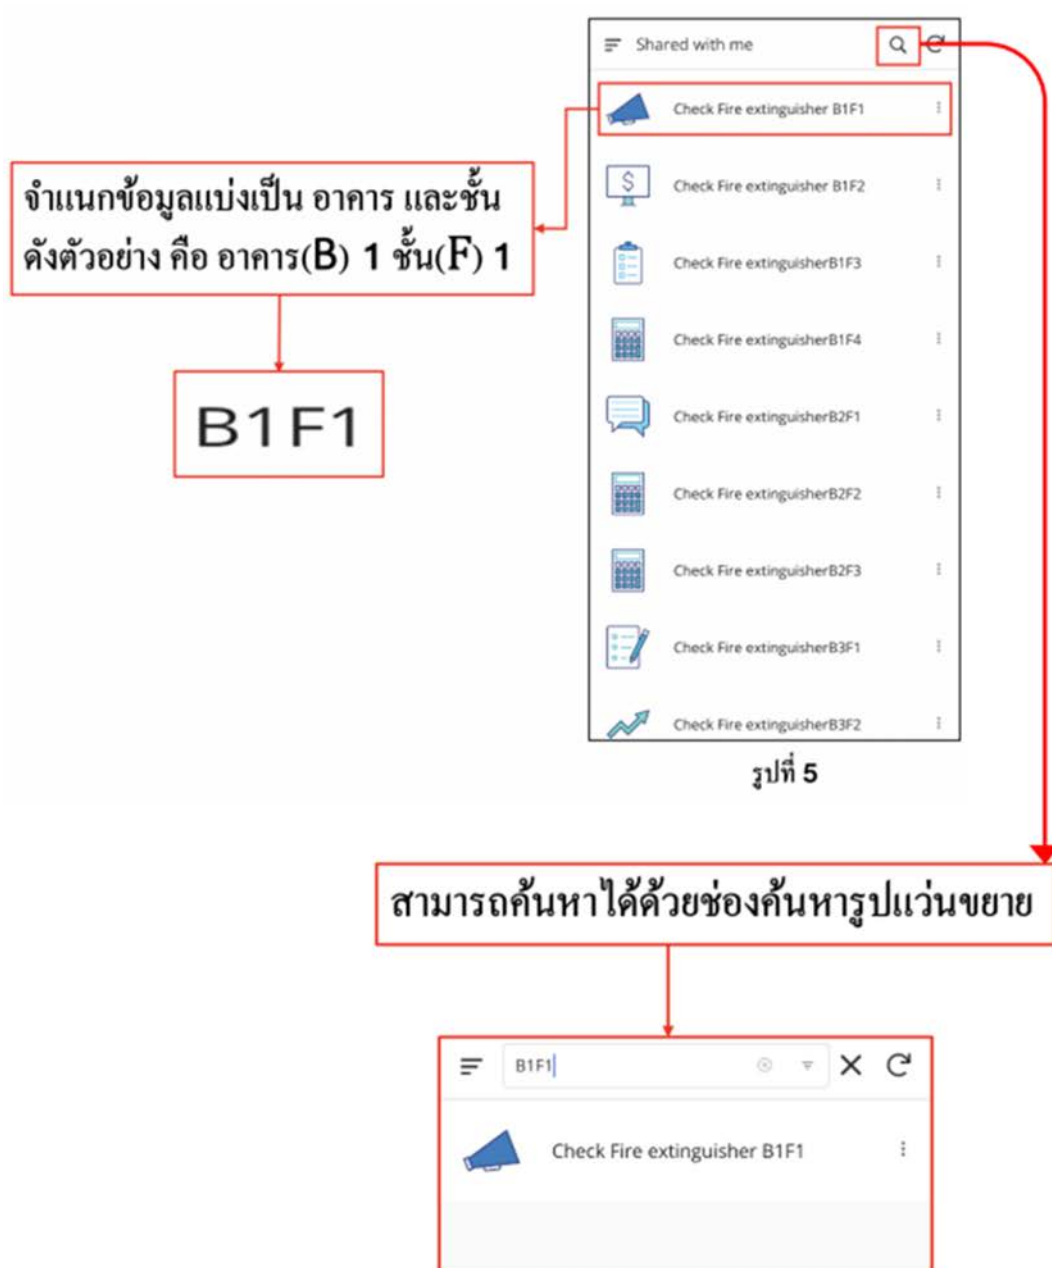 Shared with me
Check Fire extinguisher B1F1
Check Fire extinguisher B1F2
Check Fire extinguisherB1F3
Check Fire extinguisherB1F4
Check Fire extinguisherB2F1
Check Fire extinguisherB2F2
Check Fire extinguisherB2F3
Check Fire extinguisherB3F1
Check Fire extinguisherB3F2
รูปที่ 5
จำแนกข้อมูลแบ่งเป็น อาคาร และชั้น
ดังตัวอย่าง คือ อาคาร(B) 1 ชั้น(F) 1
B1F1
สามารถค้นหาได้ด้วยช่องค้นหารูปแว่นขยาย
B1F1
Check Fire extinguisher B1F1